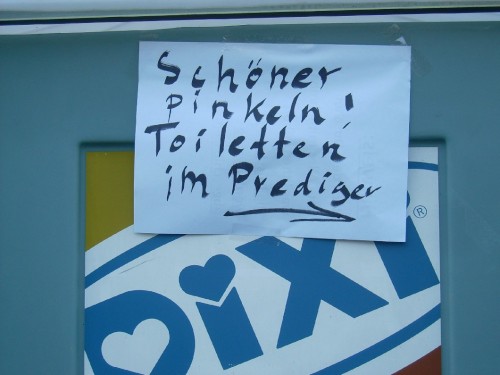 Schöner
pinkeln!
Toiletten
im Prediger
DIXI ®